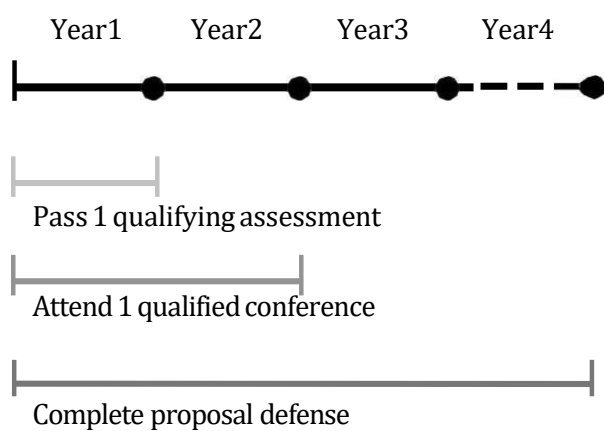 Year1 Year2 Year3 Year4
Pass 1 qualifying assessment
Attend 1 qualified conference
Complete proposal defense